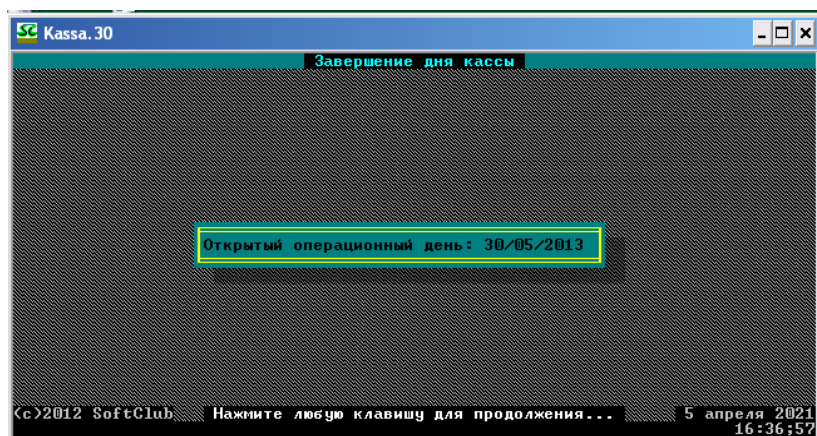 SC Kassa.30
Завершение дня кассы
Открытый операционный день: 30/05/2013
(c)2012 SoftClub Нажмите любую клавишу для продолжения... 5 апреля 2021
16:36;57